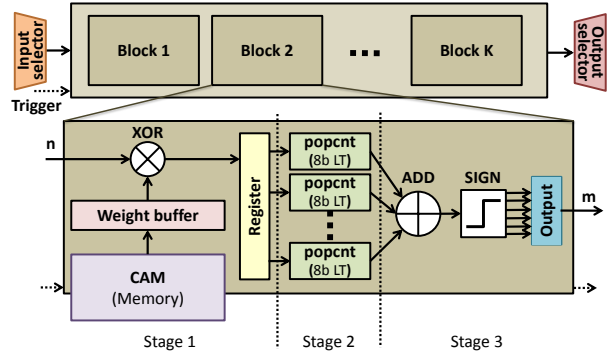 Input
selector
Block 1
Block 2
...
Block K
Output
selector
Trigger
n
XOR
Weight buffer
CAM
(Memory)
Register
popcnt
(8b LT)
popcnt
(8b LT)
popcnt
(8b LT)
ADD
SIGN
Output
m
Stage 1
Stage 2
Stage 3